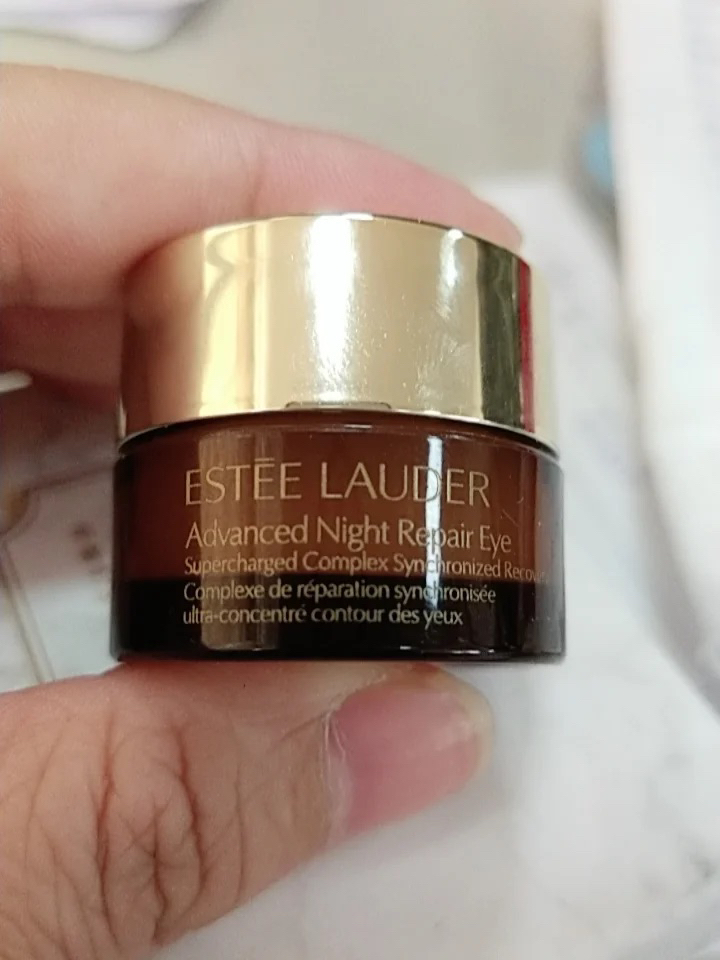 ESTĒE LAUDER
Advanced Night Repair Eye
Supercharged Complex Synchronized
Complexe de réparation synchronisée
ultra-concentré contour des yeux